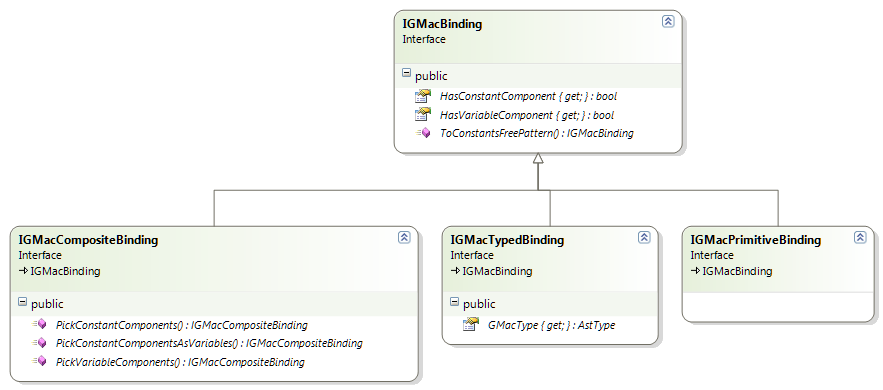 IGMacBinding
Interface
public
HasConstantComponent { get; } : bool
HasVariableComponent { get; } : bool
ToConstantsFreePattern() : IGMacBinding
IGMacCompositeBinding
Interface
IGMacBinding
public
PickConstantComponents() : IGMacCompositeBinding
PickConstantComponentsAsVariables() : IGMacCompositeBinding
PickVariableComponents() : IGMacCompositeBinding
IGMacTypedBinding
Interface
IGMacBinding
public
GMacType { get; } : AstType
IGMacPrimitiveBinding
Interface
IGMacBinding